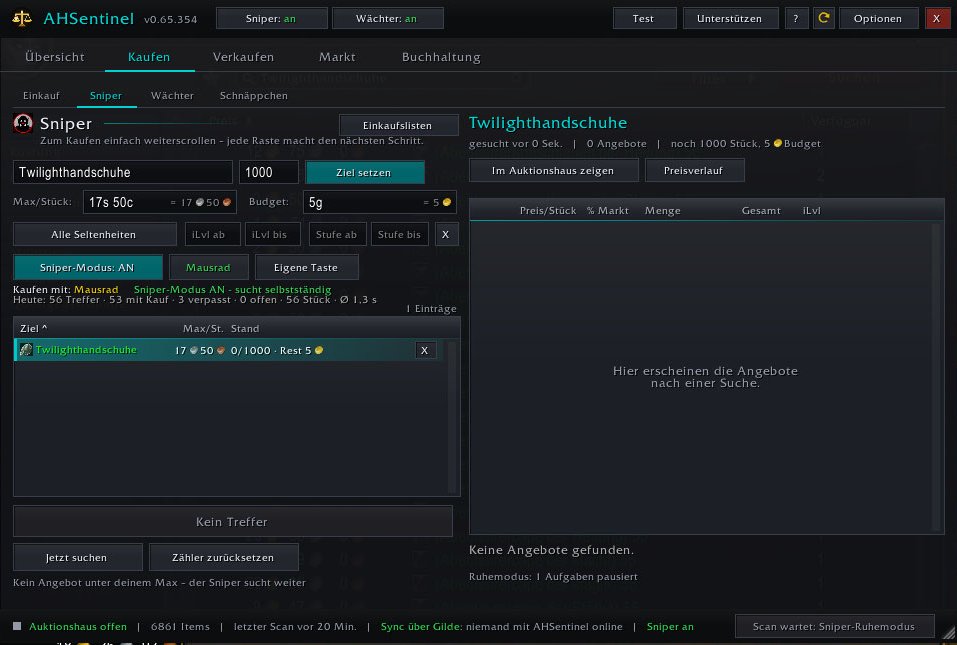 AHSentinel v0.65.354 Sniper: an Wächter: an Test Unterstützen ? Optionen X
Übersicht Kaufen Verkaufen Markt Buchhaltung
Einkauf Sniper Wächter Schnäppchen
Sniper Einkaufslisten
Zum Kaufen einfach weiterscrollen - jede Raste macht den nächsten Schritt.
Twilighthandschuhe 1000 Ziel setzen
Max/Stück: 17s 50c = 17 50 Budget: 5g = 5
Alle Seltenheiten iLvl ab iLvl bis Stufe ab Stufe bis X
Sniper-Modus: AN Mausrad Eigene Taste
Kaufen mit: Mausrad Sniper-Modus AN - sucht selbstständig
Heute: 56 Treffer · 53 mit Kauf · 3 verpasst · 0 offen · 56 Stück · Ø 1,3 s
1 Einträge
Ziel ^ Max/St. Stand
Twilighthandschuhe 17 50 0/1000 · Rest 5 X
Kein Treffer
Jetzt suchen Zähler zurücksetzen
Kein Angebot unter deinem Max - der Sniper sucht weiter
Twilighthandschuhe
gesucht vor 0 Sek. | 0 Angebote | noch 1000 Stück, 5 Budget
Im Auktionshaus zeigen Preisverlauf
Preis/Stück % Markt Menge Gesamt iLvl
Hier erscheinen die Angebote
nach einer Suche.
Keine Angebote gefunden.
Ruhemodus: 1 Aufgaben pausiert
Auktionshaus offen | 6861 Items | letzter Scan vor 20 Min. | Sync über Gilde: niemand mit AHSentinel online | Sniper an Scan wartet: Sniper-Ruhemodus